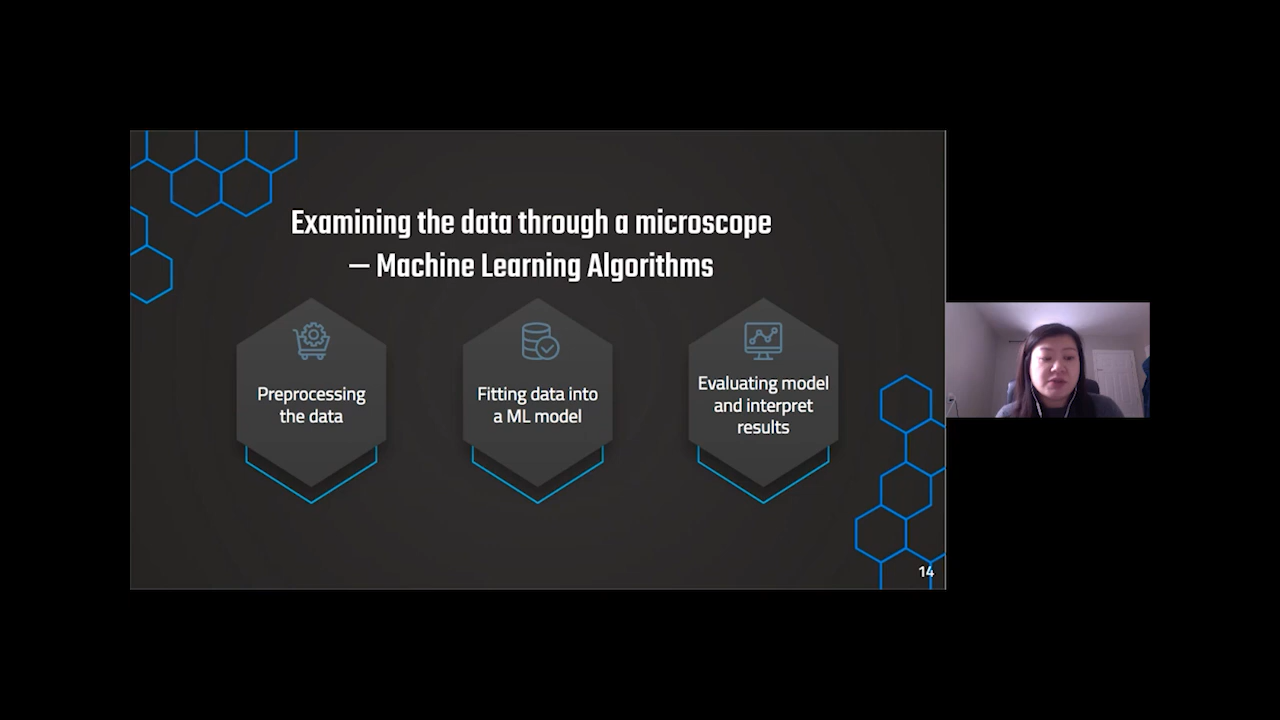 Examining the data through a microscope
— Machine Learning Algorithms
Preprocessing
the data
Fitting data into
a ML model
Evaluating model
and interpret
results
14